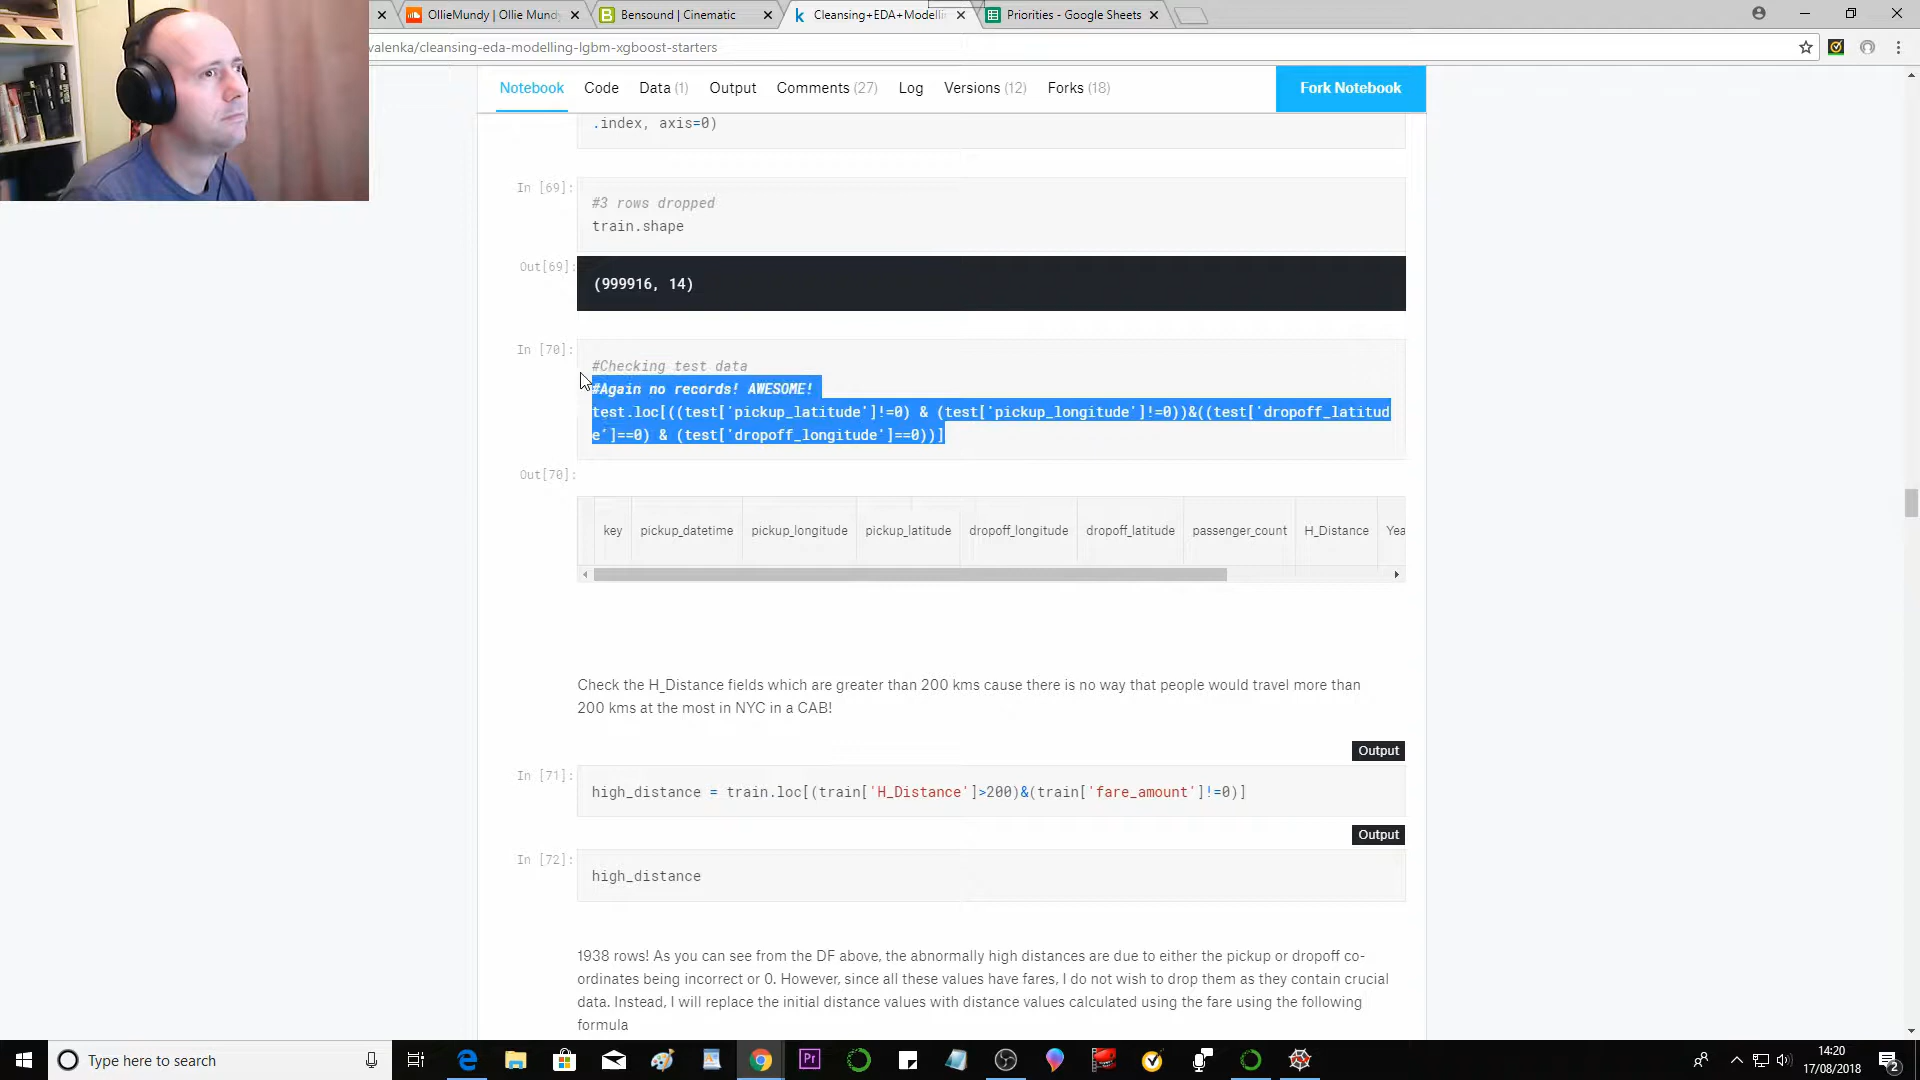 OllieMundy | Ollie Mund
Bensound | Cinematic
Cleansing+EDA+Modelli
Priorities - Google Sheets
valenka/cleansing-eda-modelling-lgbm-xgboost-starters
Notebook Code Data (1) Output Comments (27) Log Versions (12) Forks (18)
Fork Notebook
.index, axis=0)
In [69]:
#3 rows dropped
train.shape
Out[69]:
(999916, 14)
In [70]:
#Checking test data
#Again no records! AWESOME!
test.loc[((test['pickup_latitude']!=0) & (test['pickup_longitude']!=0))&((test['dropoff_latitud
e']==0) & (test['dropoff_longitude']==0))]
Out[70]:
key pickup_datetime pickup_longitude pickup_latitude dropoff_longitude dropoff_latitude passenger_count H_Distance Yea
Check the H_Distance fields which are greater than 200 kms cause there is no way that people would travel more than
200 kms at the most in NYC in a CAB!
Output
In [71]:
high_distance = train.loc[(train['H_Distance']>200)&(train['fare_amount']!=0)]
Output
In [72]:
high_distance
1938 rows! As you can see from the DF above, the abnormally high distances are due to either the pickup or dropoff co-
ordinates being incorrect or 0. However, since all these values have fares, I do not wish to drop them as they contain crucial
data. Instead, I will replace the initial distance values with distance values calculated using the fare using the following
formula
Type here to search
Pr
14:20
17/08/2018
2